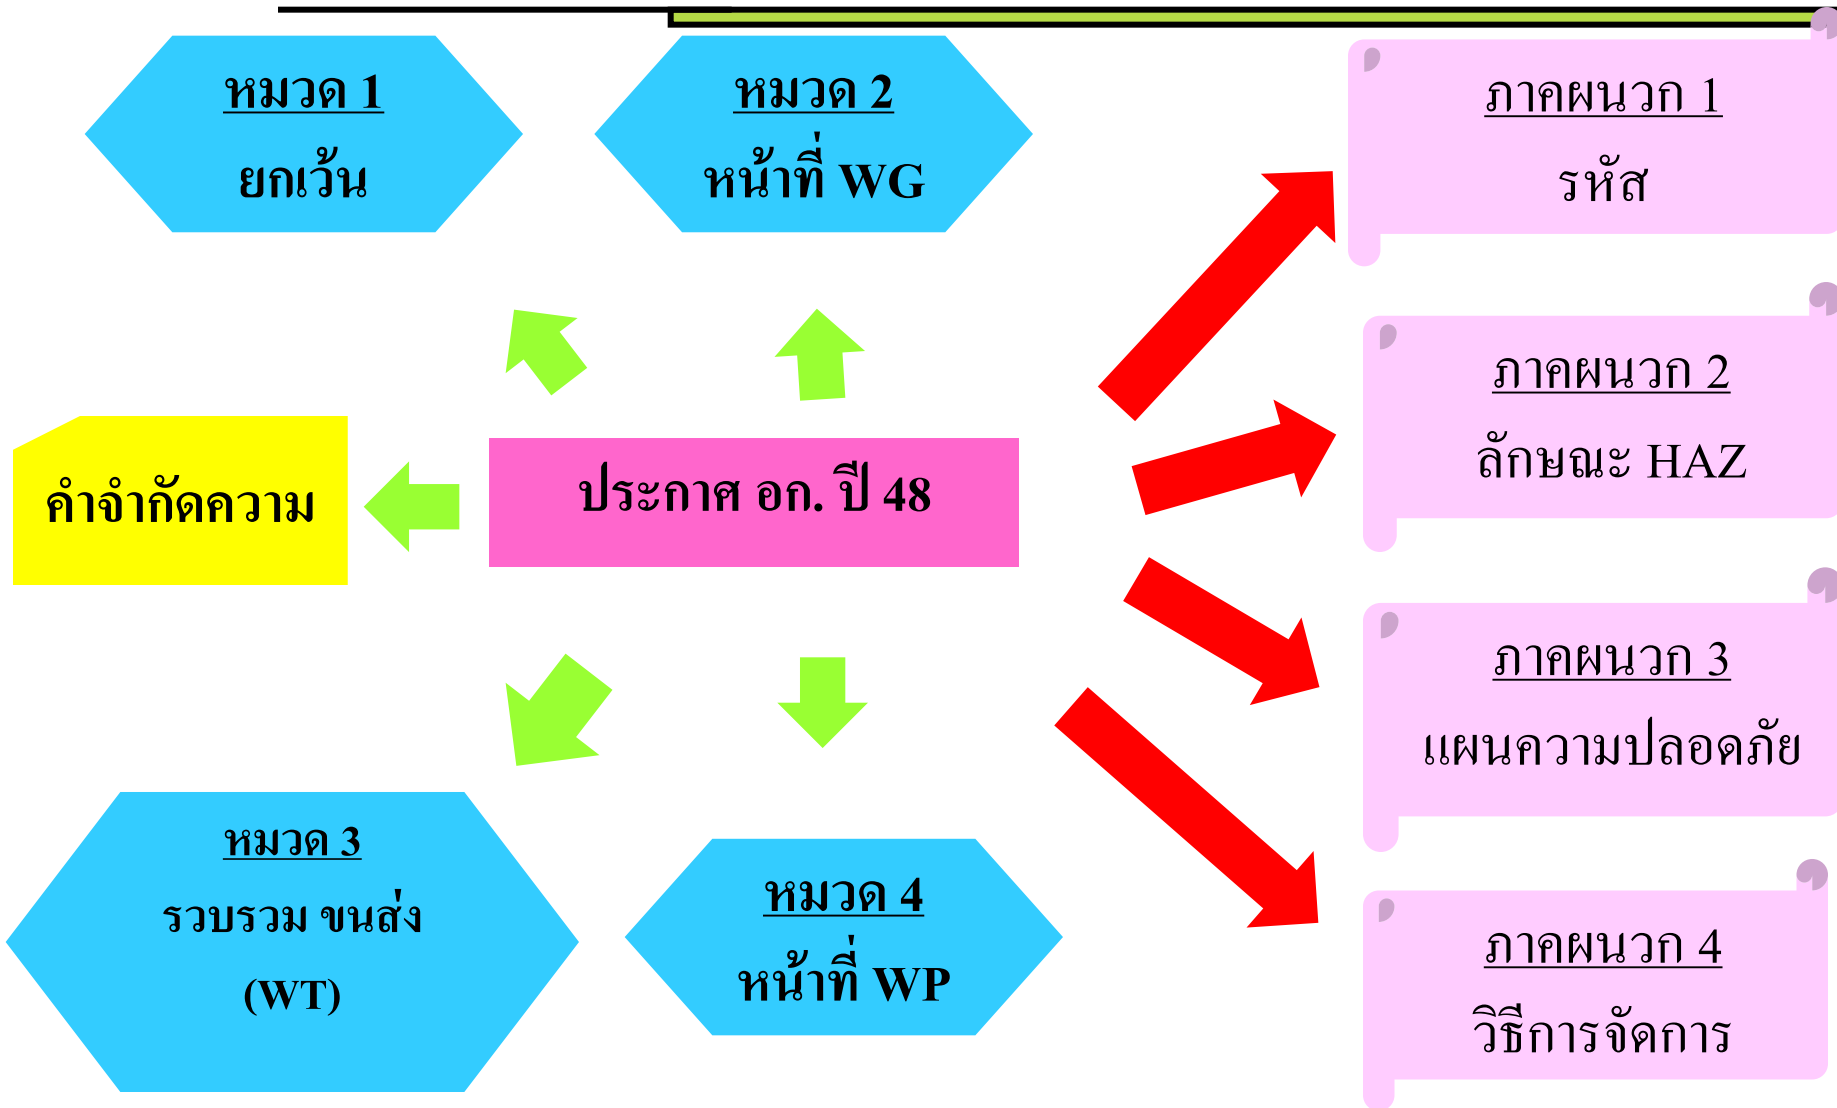 หมวด 1
ยกเว้น
หมวด 2
หน้าที่ WG
ภาคผนวก 1
รหัส
ภาคผนวก 2
ลักษณะ HAZ
คำจำกัดความ
ประกาศ อก. ปี 48
ภาคผนวก 3
แผนความปลอดภัย
หมวด 3
รวบรวม ขนส่ง
(WT)
หมวด 4
หน้าที่ WP
ภาคผนวก 4
วิธีการจัดการ